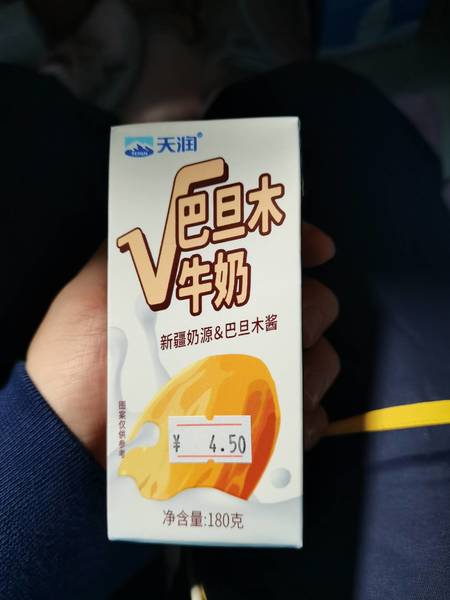 天润®
√巴旦木
牛奶
新疆奶源&巴旦木酱
图案仅供参考
¥ 4.50
净含量:180克